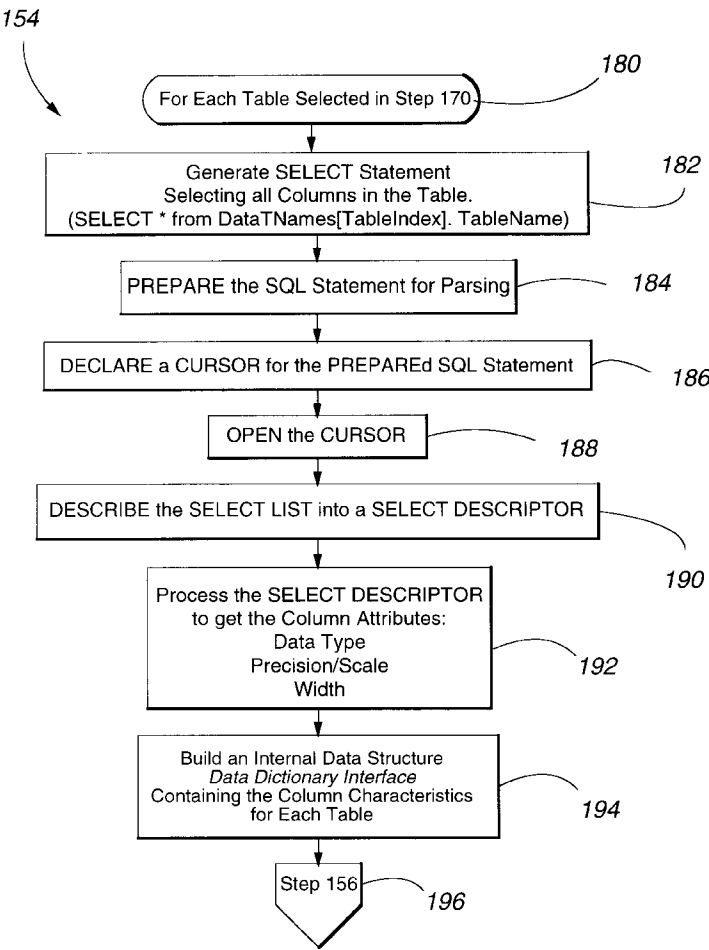 154
180
For Each Table Selected in Step 170
182
Generate SELECT Statement
Selecting all Columns in the Table.
(SELECT * from DataTNames[TableIndex]. TableName)
PREPARE the SQL Statement for Parsing
184
DECLARE a CURSOR for the PREPAREd SQL Statement
186
OPEN the CURSOR
188
DESCRIBE the SELECT LIST into a SELECT DESCRIPTOR
190
Process the SELECT DESCRIPTOR
to get the Column Attributes:
Data Type
Precision/Scale
Width
192
Build an Internal Data Structure
Data Dictionary Interface
Containing the Column Characteristics
for Each Table
194
Step 156
196